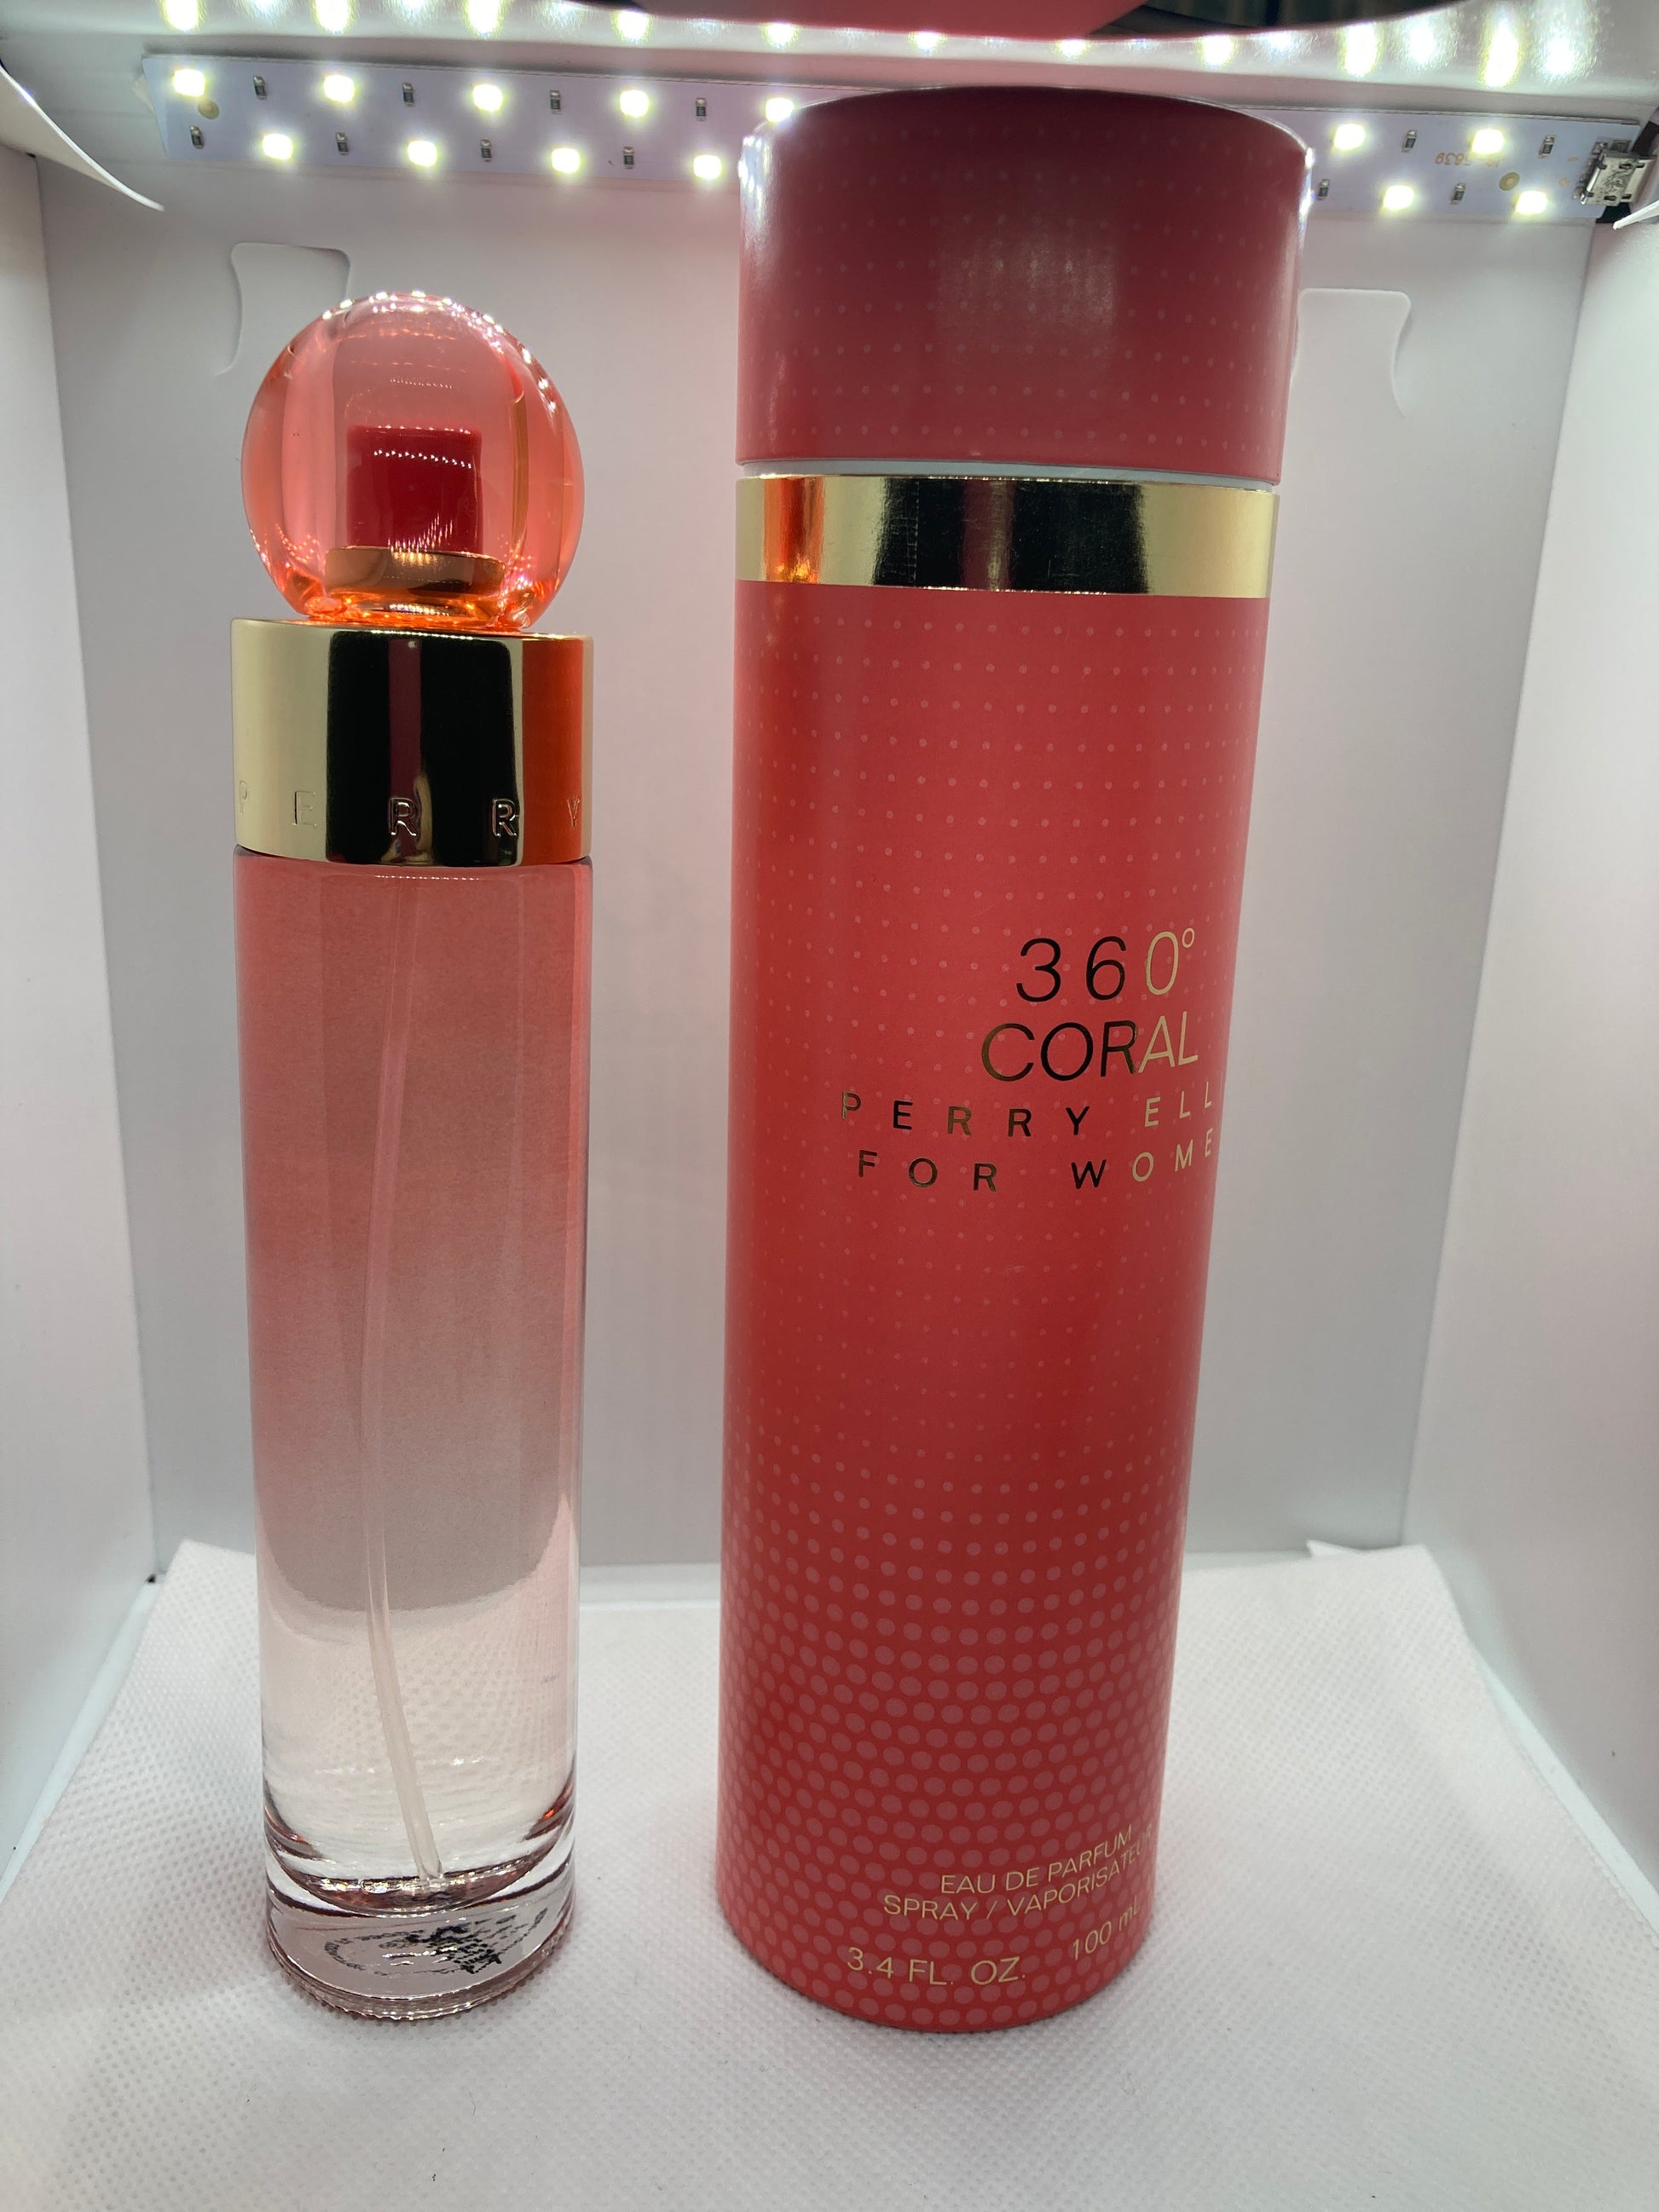 PERRY
360°
CORAL
PERRY ELL
FOR WOME
EAU DE PARFUM
SPRAY / VAPORISATEUR
3.4 FL. OZ. 100 mL